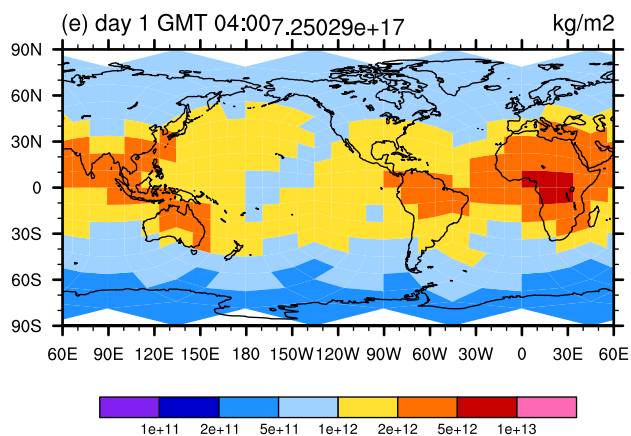 (e) day 1 GMT 04:00 7.25029e+17 kg/m2
90N
60N
30N
0
30S
60S
90S
60E 90E 120E 150E 180 150W 120W 90W 60W 30W 0 30E 60E
1e+11 2e+11 5e+11 1e+12 2e+12 5e+12 1e+13